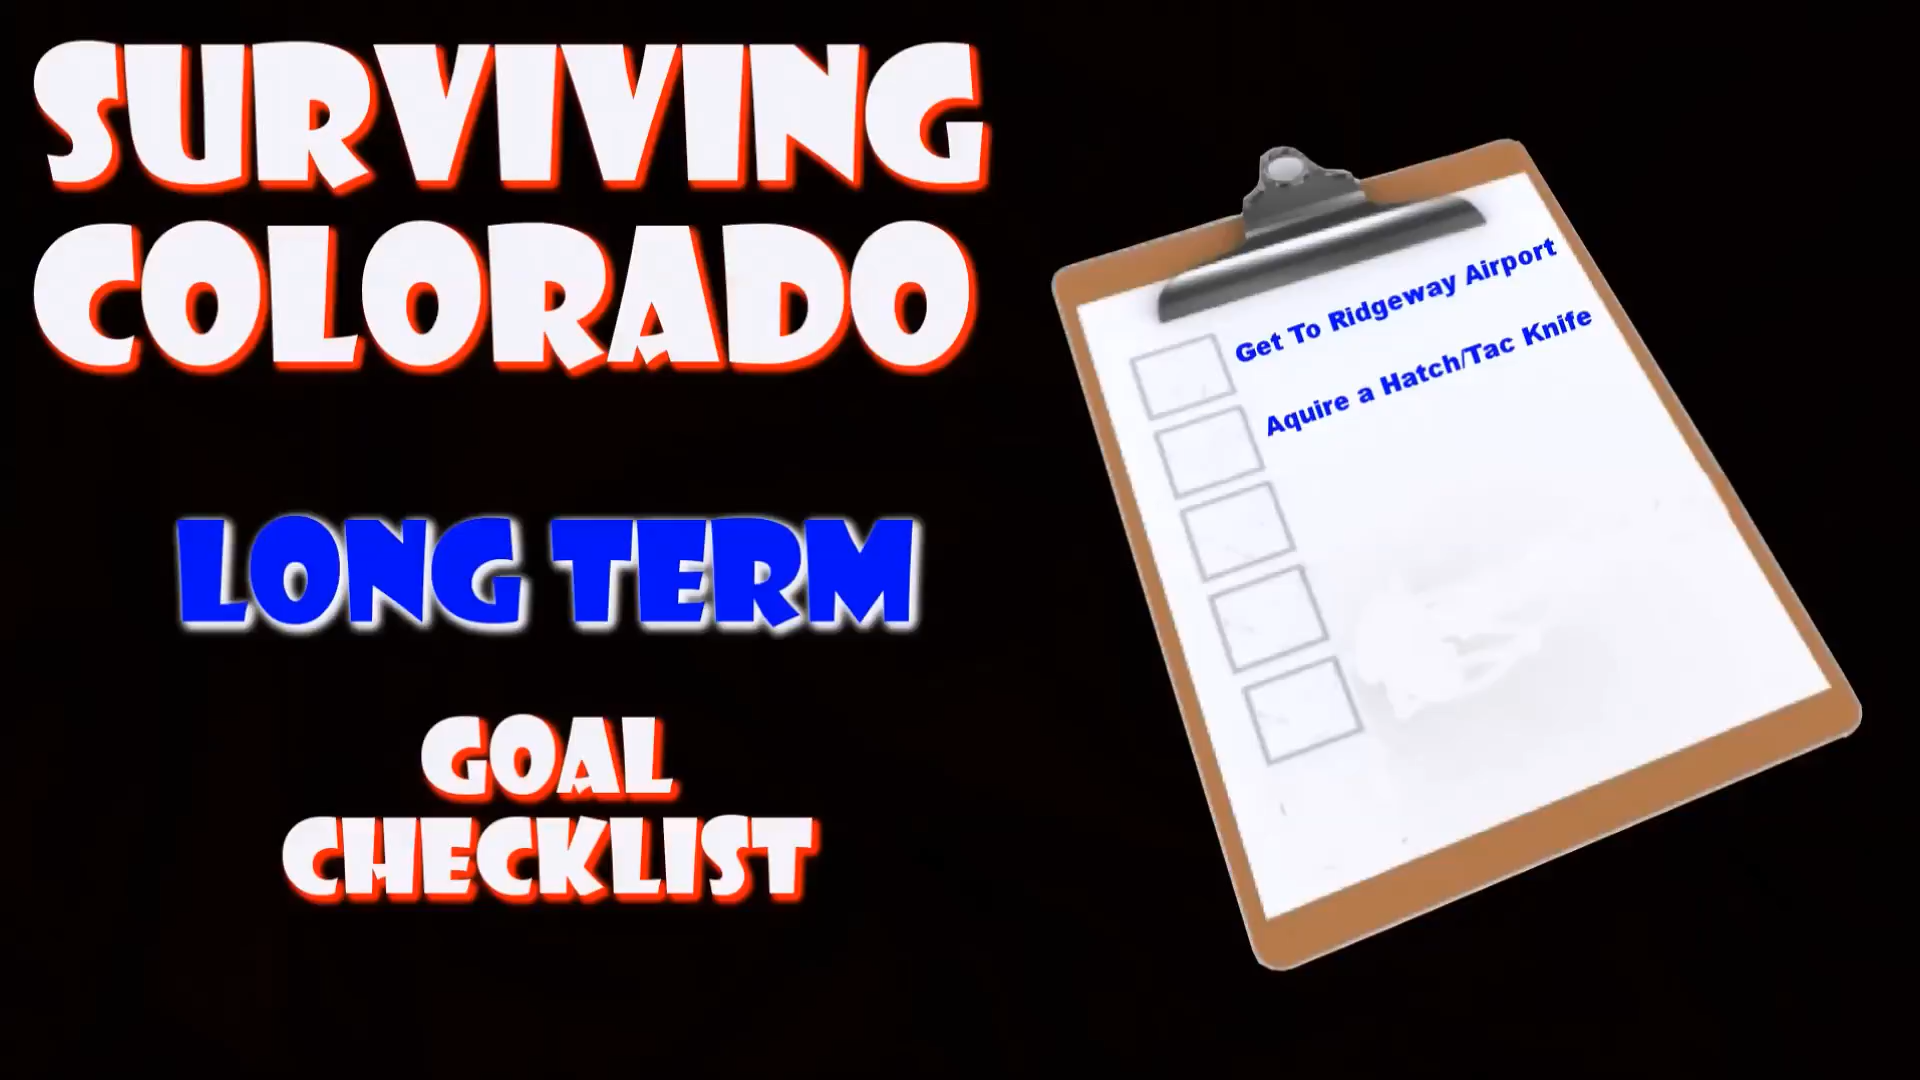 SURVIVING
COLORADO
LONG TERM
GOAL
CHECKLIST
Get To Ridgeway Airport
Aquire a Hatch/Tac Knife